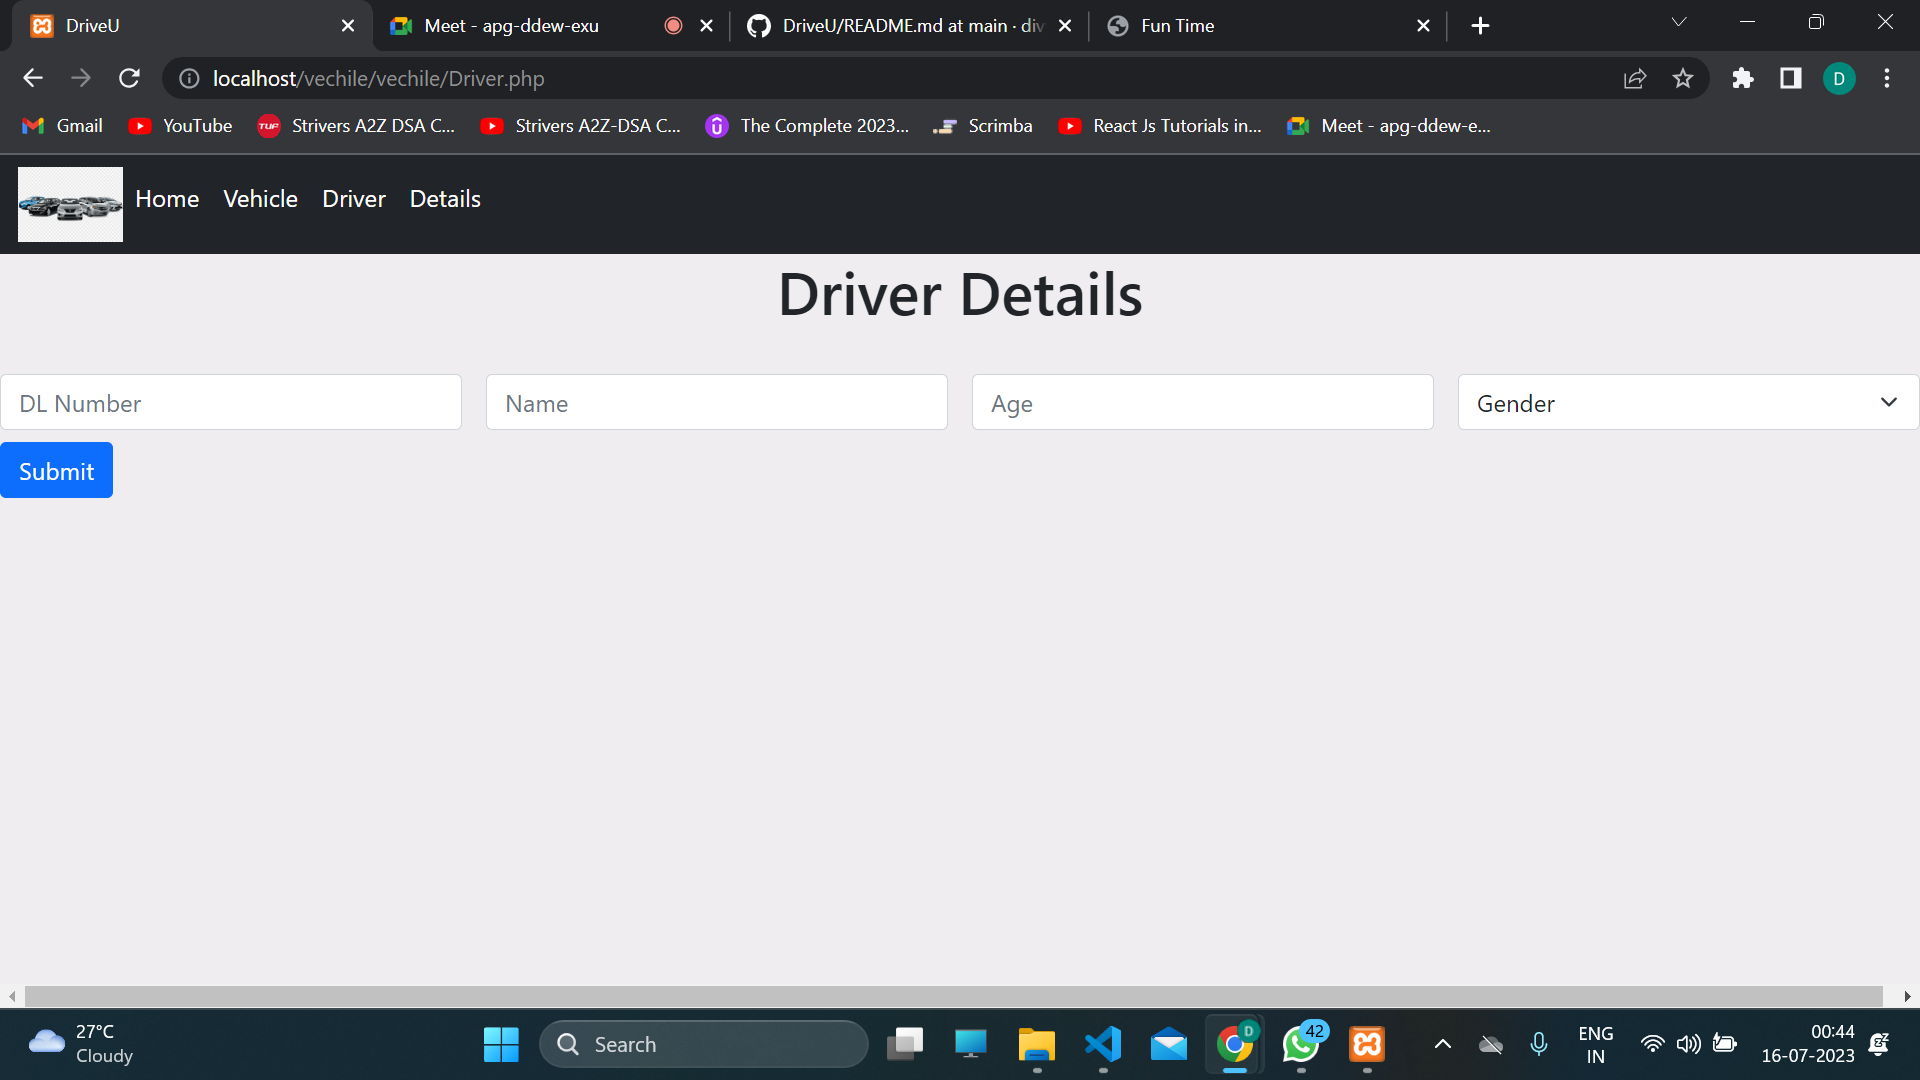 DriveU
Meet - apg-ddew-exu
DriveU/README.md at main · div
Fun Time
localhost/vechile/vechile/Driver.php
D
Gmail
YouTube
TUF
Strivers A2Z DSA C...
Strivers A2Z-DSA C...
The Complete 2023...
Scrimba
React Js Tutorials in...
Meet - apg-ddew-e...
Home
Vehicle
Driver
Details
Driver Details
DL Number
Name
Age
Gender
Submit
27°C
Cloudy
Search
D
42
ENG
IN
00:44
16-07-2023